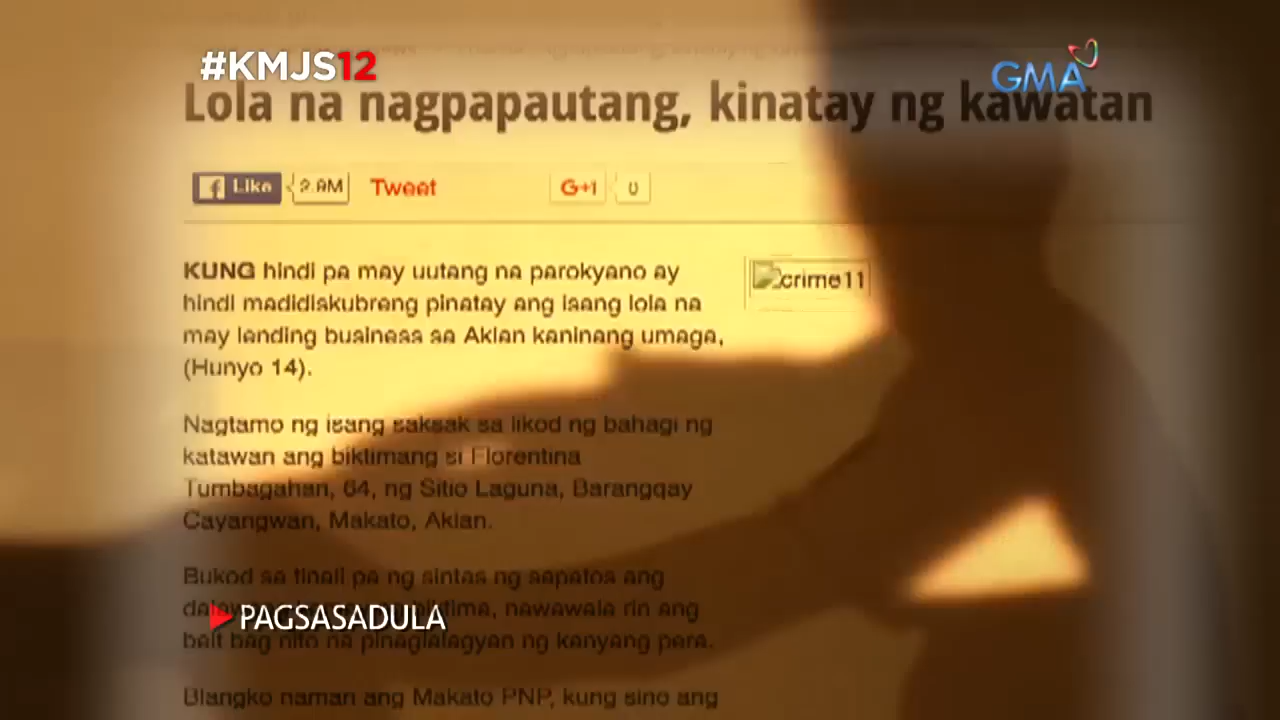 #KMJS12
GMA
Lola na nagpapautang, kinatay ng kawatan
Like 2.9M Tweet G+1 0
KUNG hindi pa may uutang na parokyano ay
hindi madidiskubreng pinatay ang isang lola na
may lending business sa Aklan kaninang umaga,
(Hunyo 14).
crime11
Nagtamo ng isang saksak sa likod ng bahagi ng
katawan ang biktimang si Florentina
Tumbagahan, 64, ng Sitio Laguna, Barangqay
Cayangwan, Makato, Aklan.
Bukod sa tinali pa ng sintas ng sapatos ang
biktima, nawawala rin ang
PAGSASADULA
belt bag nito na pinaglalagyan ng kanyang pera.
Blangko naman ang Makato PNP, kung sino ang